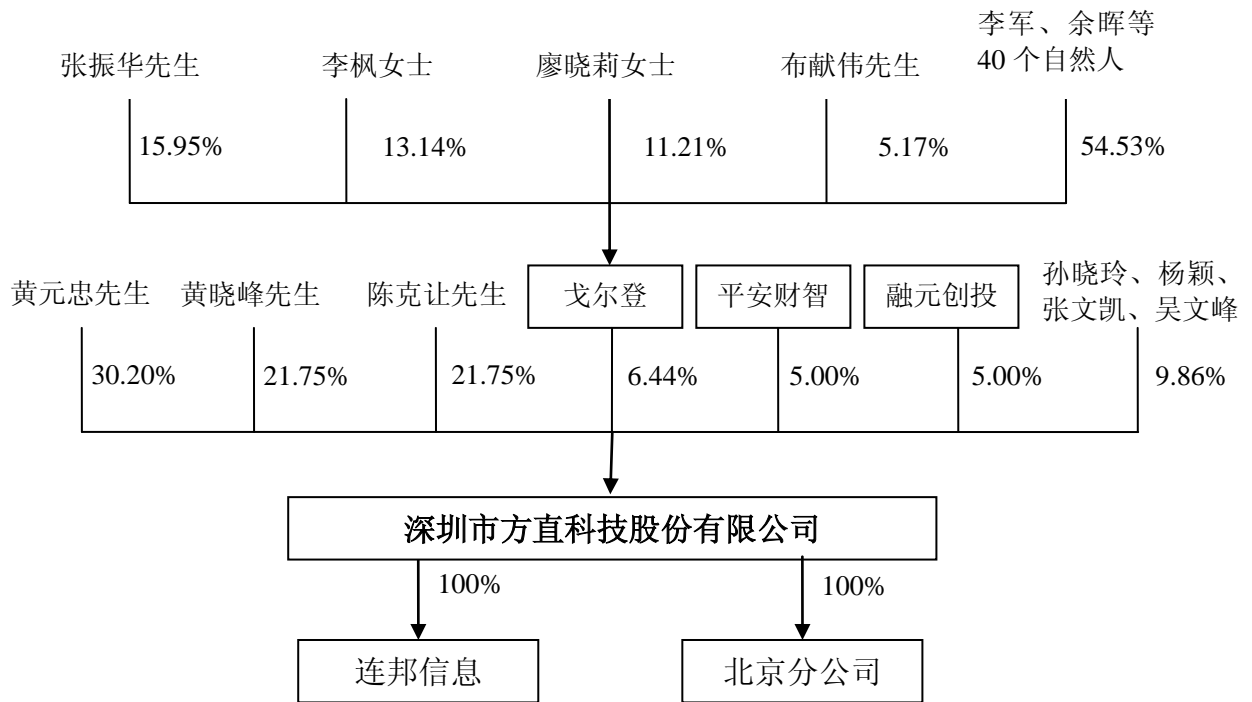 李军、余晖等
40 个自然人
张振华先生
李枫女士
廖晓莉女士
布献伟先生
15.95%
13.14%
11.21%
5.17%
54.53%
黄元忠先生
黄晓峰先生
陈克让先生
戈尔登
平安财智
融元创投
孙晓玲、杨颖、
张文凯、吴文峰
30.20%
21.75%
21.75%
6.44%
5.00%
5.00%
9.86%
深圳市方直科技股份有限公司
100%
100%
连邦信息
北京分公司